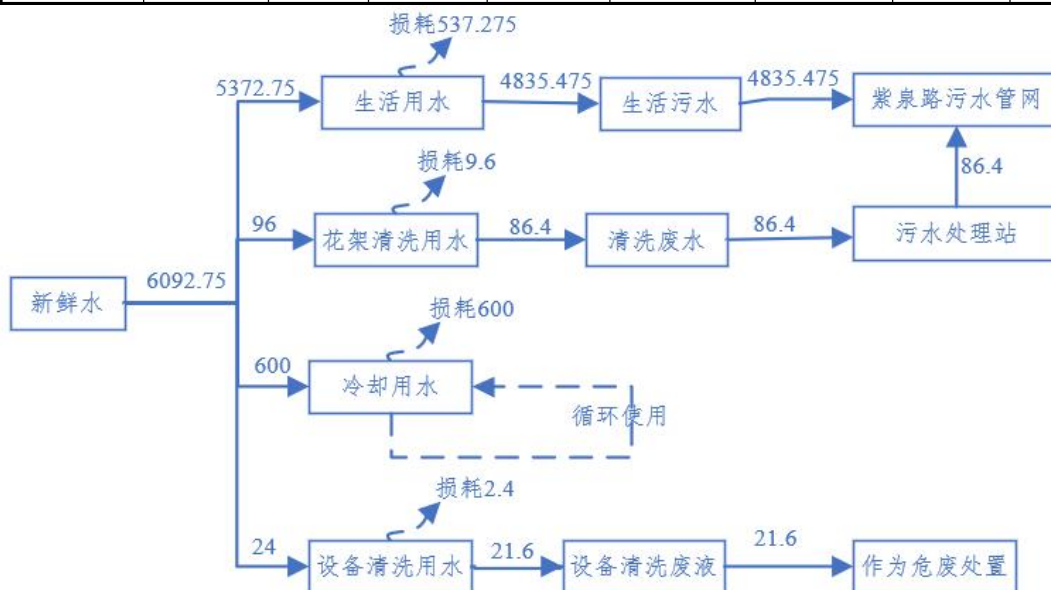 损耗537.275
5372.75
生活用水
4835.475
生活污水
4835.475
紫泉路污水管网
86.4
损耗9.6
96
花架清洗用水
86.4
清洗废水
86.4
污水处理站
新鲜水
6092.75
损耗600
600
冷却用水
循环使用
损耗2.4
24
设备清洗用水
21.6
设备清洗废液
21.6
作为危废处置